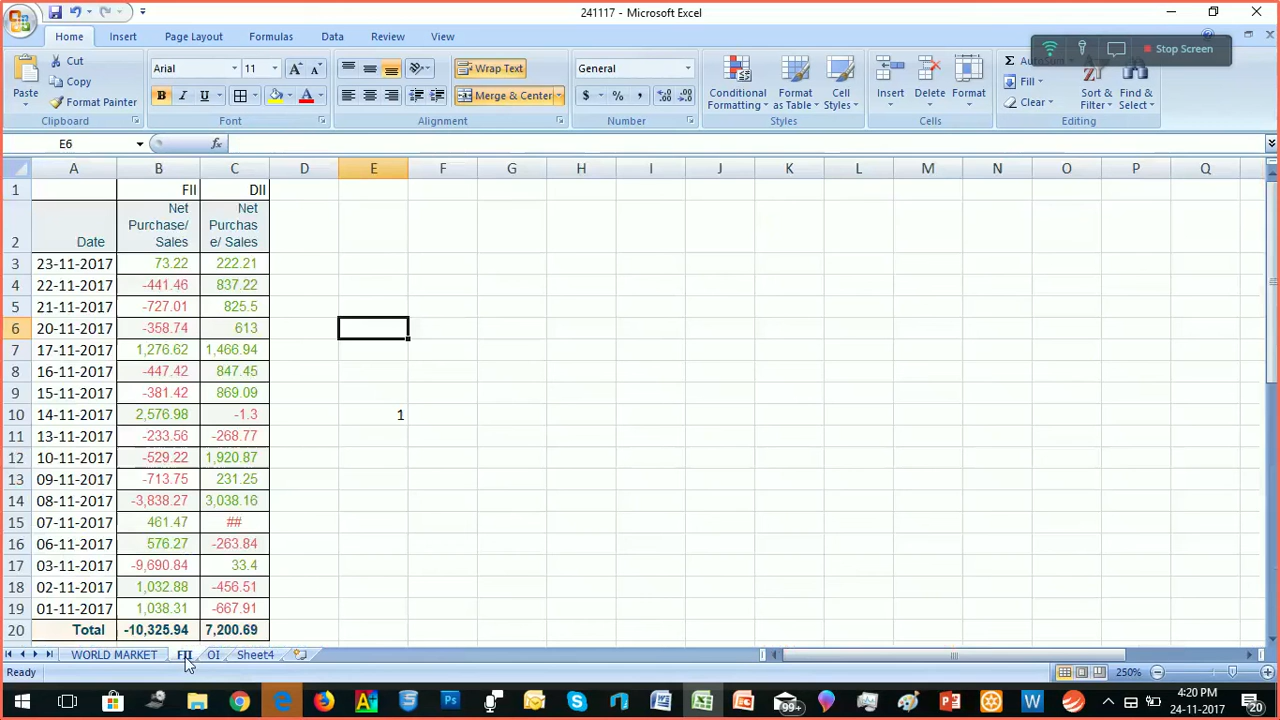 241117 - Microsoft Excel
Home Insert Page Layout Formulas Data Review View
Stop Screen
Paste Cut Copy Format Painter
Arial 11
Wrap Text
Merge & Center
General
Conditional Formatting Format as Table Cell Styles
Insert Delete Format
Fill
Clear
Sort & Filter Find & Select
Clipboard Font Alignment Number Styles Cells Editing
E6 fx
A B C D E F G H I J K L M N O P Q
1 FII DII
2 Date Net Purchase/ Sales Net Purchas e/ Sales
3 23-11-2017 73.22 222.21
4 22-11-2017 -441.46 837.22
5 21-11-2017 -727.01 825.5
6 20-11-2017 -358.74 613
7 17-11-2017 1,276.62 1,466.94
8 16-11-2017 -447.42 847.45
9 15-11-2017 -381.42 869.09
10 14-11-2017 2,576.98 -1.3 1
11 13-11-2017 -233.56 -268.77
12 10-11-2017 -529.22 1,920.87
13 09-11-2017 -713.75 231.25
14 08-11-2017 -3,838.27 3,038.16
15 07-11-2017 461.47 ##
16 06-11-2017 576.27 -263.84
17 03-11-2017 -9,690.84 33.4
18 02-11-2017 1,032.88 -456.51
19 01-11-2017 1,038.31 -667.91
20 Total -10,325.94 7,200.69
WORLD MARKET FII OI Sheet4
Ready 250%
99+
4:20 PM
24-11-2017
20